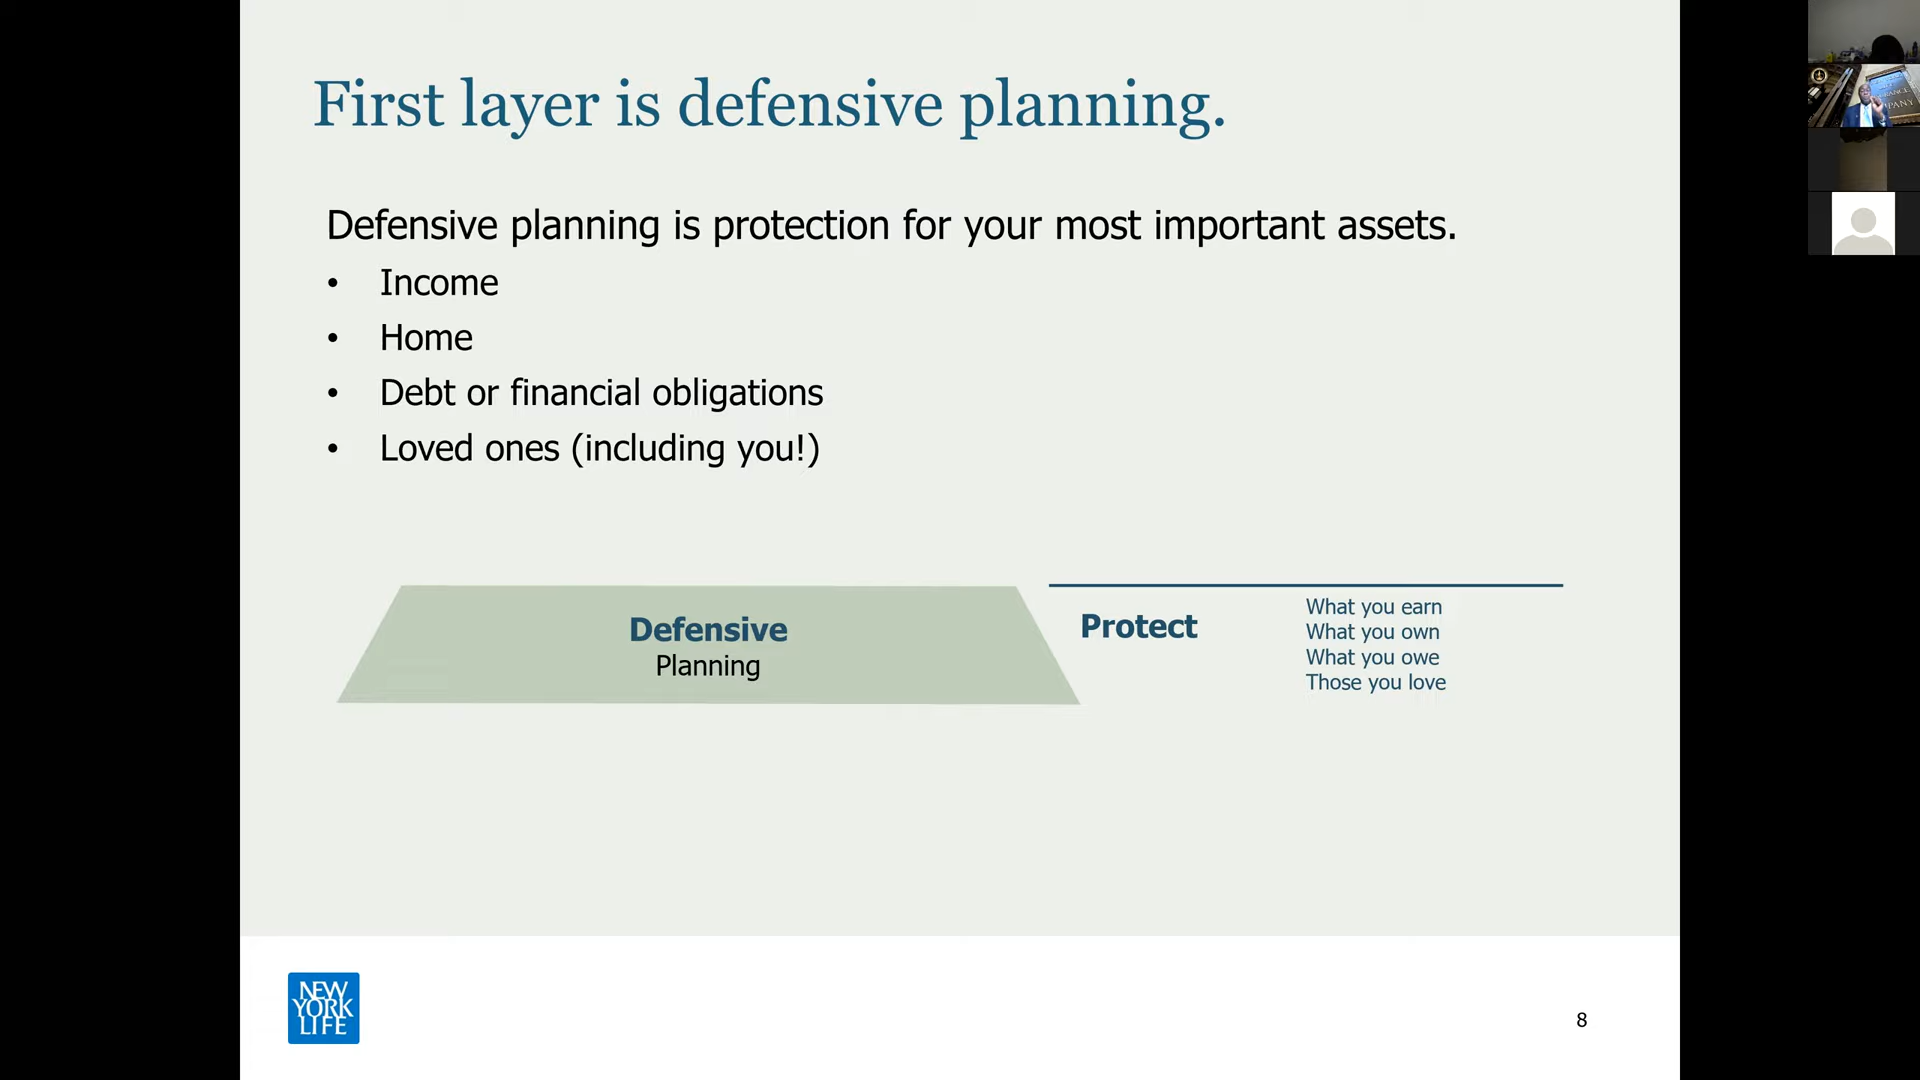 First layer is defensive planning.
Defensive planning is protection for your most important assets.
• Income
• Home
• Debt or financial obligations
• Loved ones (including you!)
Defensive
Planning
Protect
What you earn
What you own
What you owe
Those you love
NEW
YORK
LIFE
8